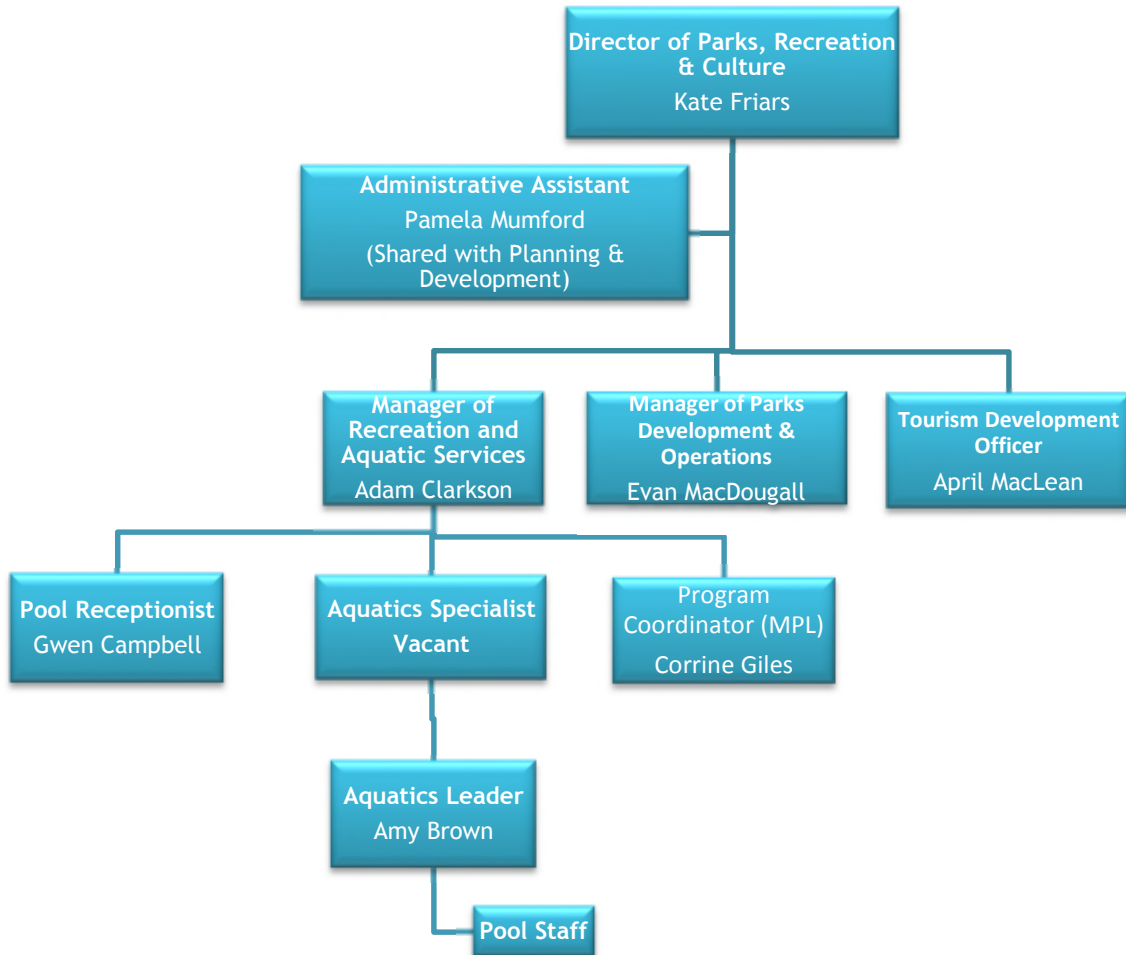 Director of Parks, Recreation
& Culture
Kate Friars
Administrative Assistant
Pamela Mumford
(Shared with Planning &
Development)
Manager of
Recreation and
Aquatic Services
Adam Clarkson
Manager of Parks
Development &
Operations
Evan MacDougall
Tourism Development
Officer
April MacLean
Pool Receptionist
Gwen Campbell
Aquatics Specialist
Vacant
Program
Coordinator (MPL)
Corrine Giles
Aquatics Leader
Amy Brown
Pool Staff